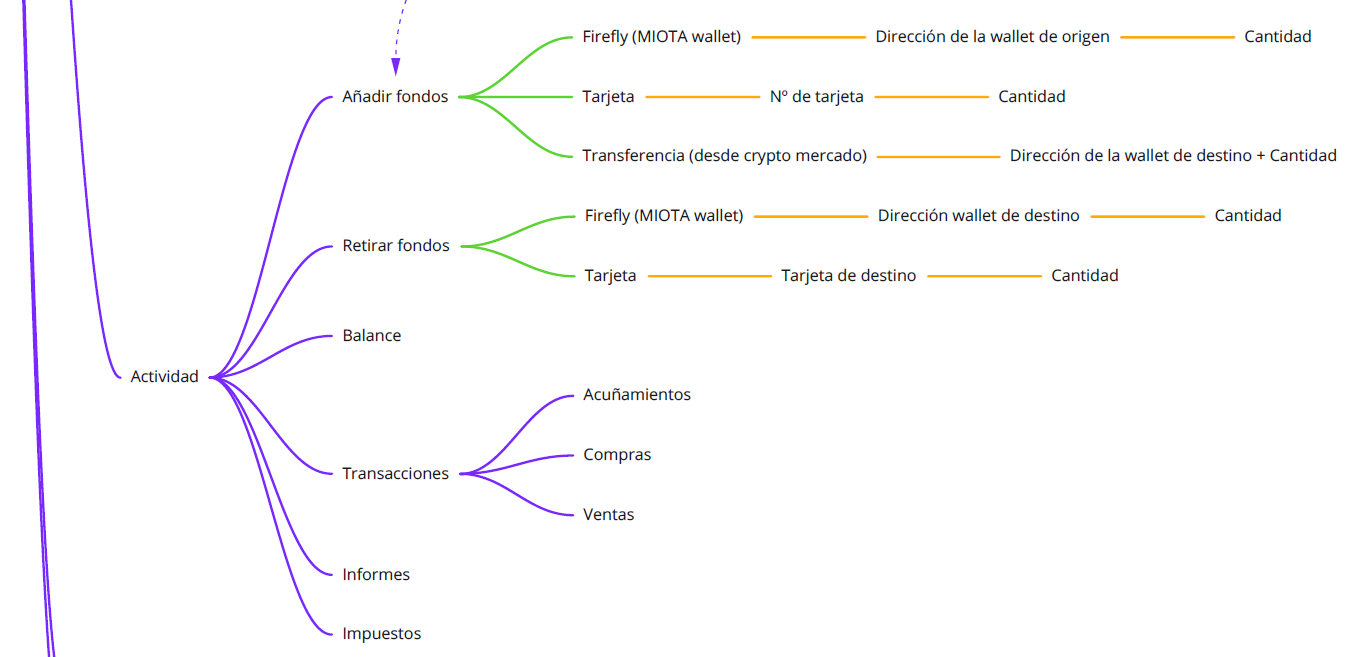 Firefly (MIOTA wallet) Dirección de la wallet de origen Cantidad
Añadir fondos Tarjeta Nº de tarjeta Cantidad
Transferencia (desde crypto mercado) Dirección de la wallet de destino + Cantidad
Firefly (MIOTA wallet) Dirección wallet de destino Cantidad
Retirar fondos
Tarjeta Tarjeta de destino Cantidad
Balance
Actividad
Acuñamientos
Compras
Transacciones
Ventas
Informes
Impuestos